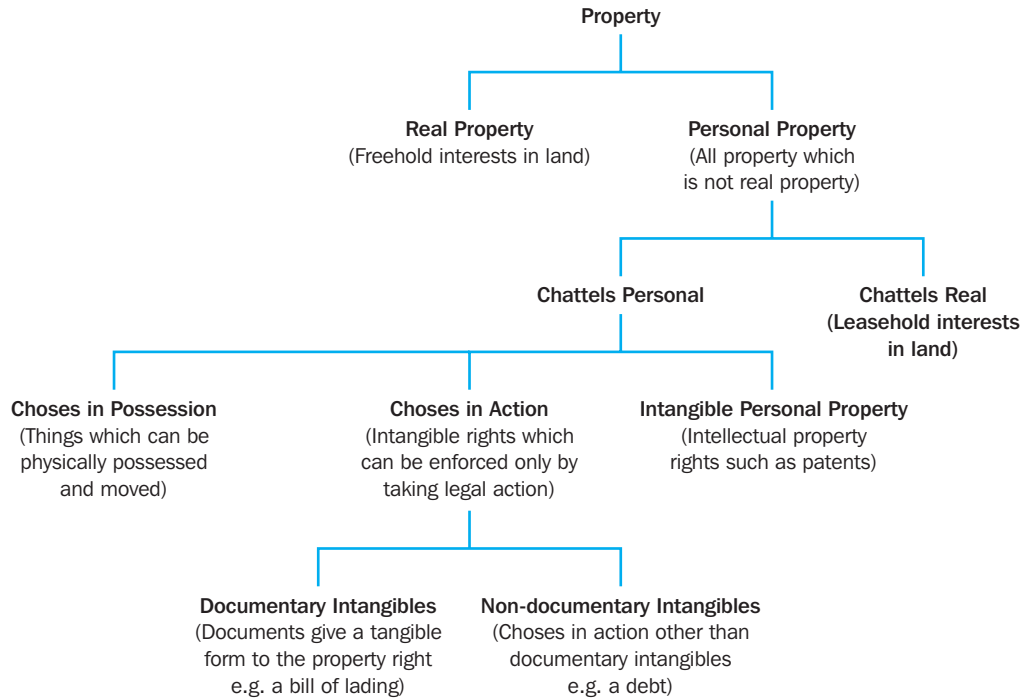 Property
Real Property
(Freehold interests in land)
Personal Property
(All property which
is not real property)
Chattels Personal
Chattels Real
(Leasehold interests
in land)
Choses in Possession
(Things which can be
physically possessed
and moved)
Choses in Action
(Intangible rights which
can be enforced only by
taking legal action)
Intangible Personal Property
(Intellectual property
rights such as patents)
Documentary Intangibles
(Documents give a tangible
form to the property right
e.g. a bill of lading)
Non-documentary Intangibles
(Choses in action other than
documentary intangibles
e.g. a debt)